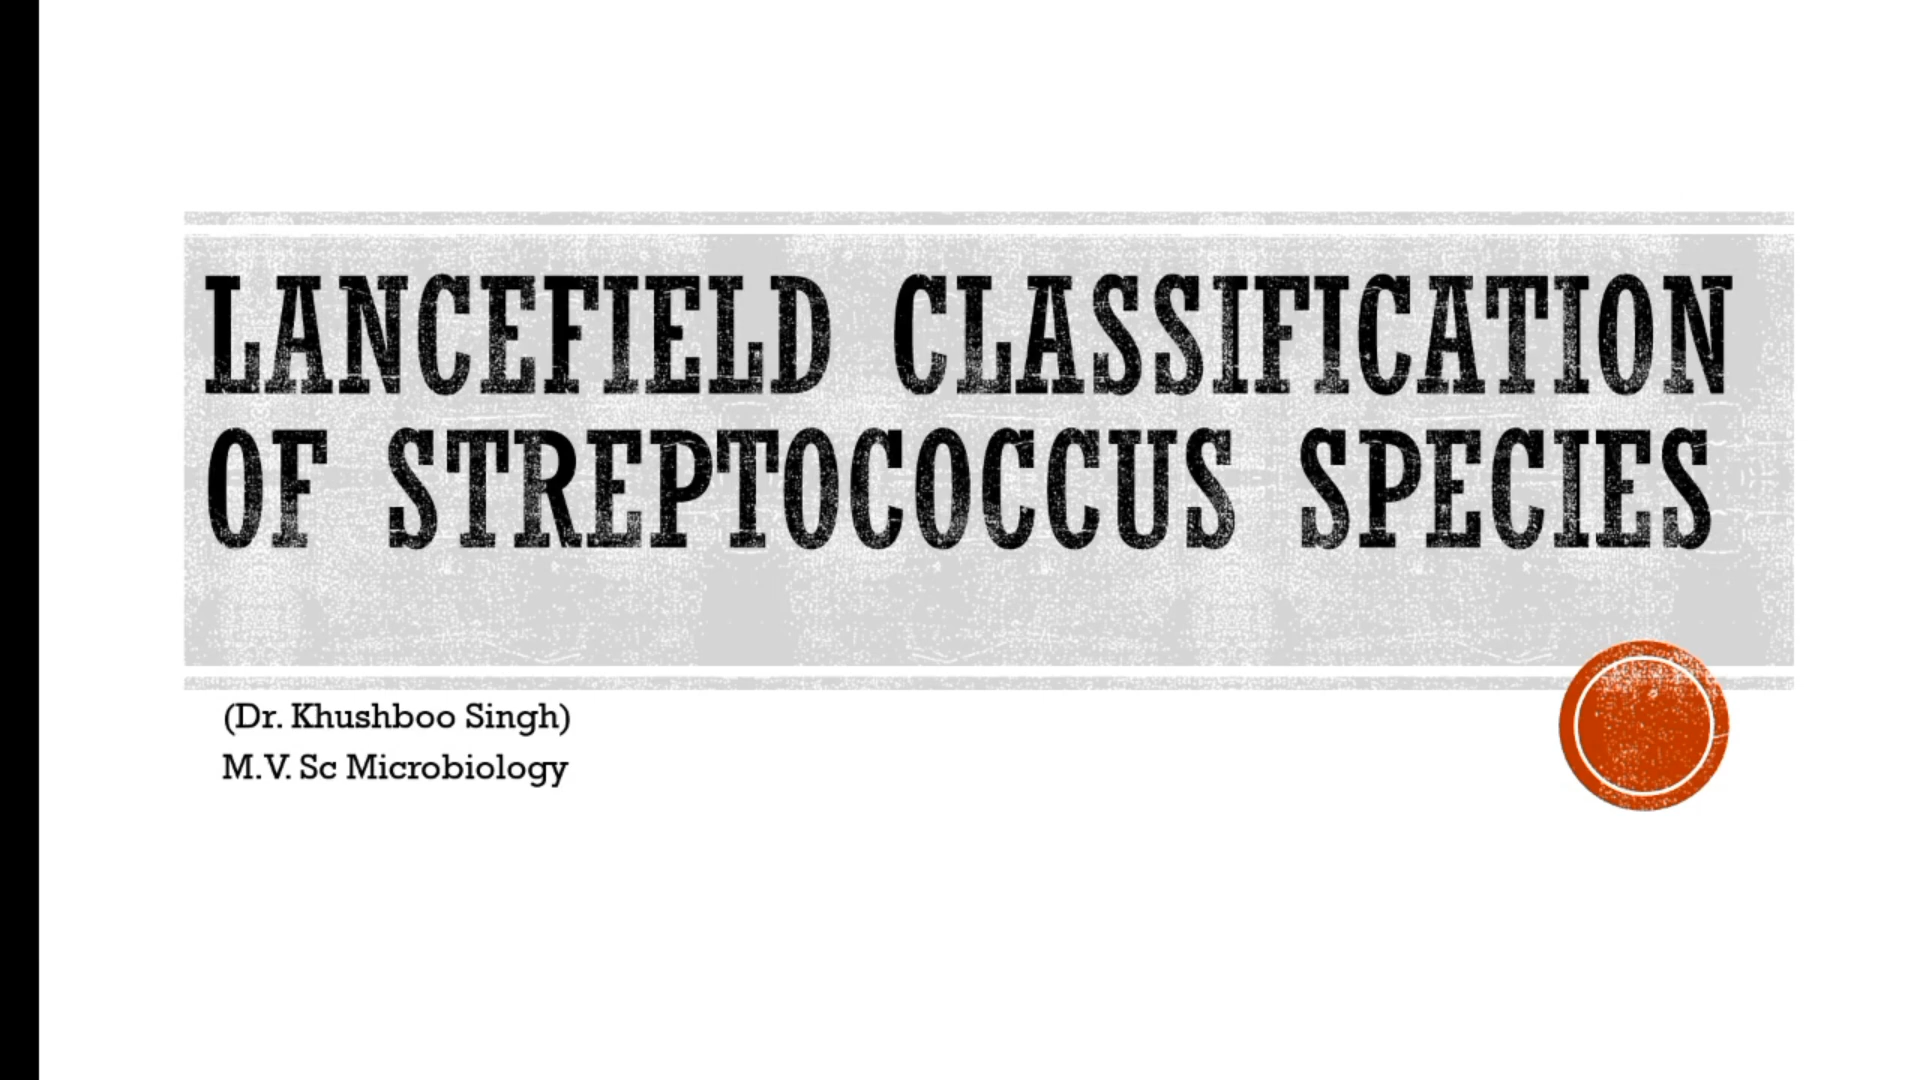 LANCEFIELD CLASSIFICATION
OF STREPTOCOCCUS SPECIES
(Dr. Khushboo Singh)
M.V. Sc Microbiology